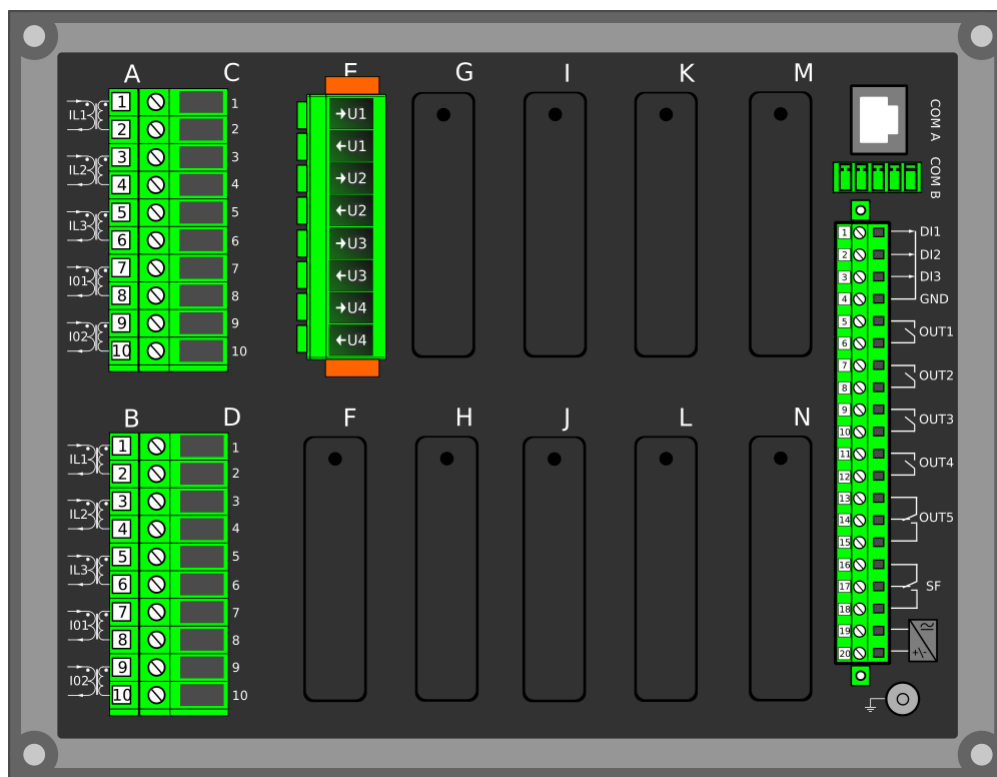 A C E G I K M
IL1 1 1
2 2
IL2 3 3
4 4
IL3 5 5
6 6
I01 7 7
8 8
I02 9 9
10 10
→U1
←U1
→U2
←U2
→U3
←U3
→U4
←U4
COM A
COM B
B D F H J L N
IL1 1 1
2 2
IL2 3 3
4 4
IL3 5 5
6 6
I01 7 7
8 8
I02 9 9
10 10
1 DI1
2 DI2
3 DI3
4 GND
5 OUT1
6
7 OUT2
8
9 OUT3
10
11 OUT4
12
13
14 OUT5
15
16
17 SF
18
19
20 +/-